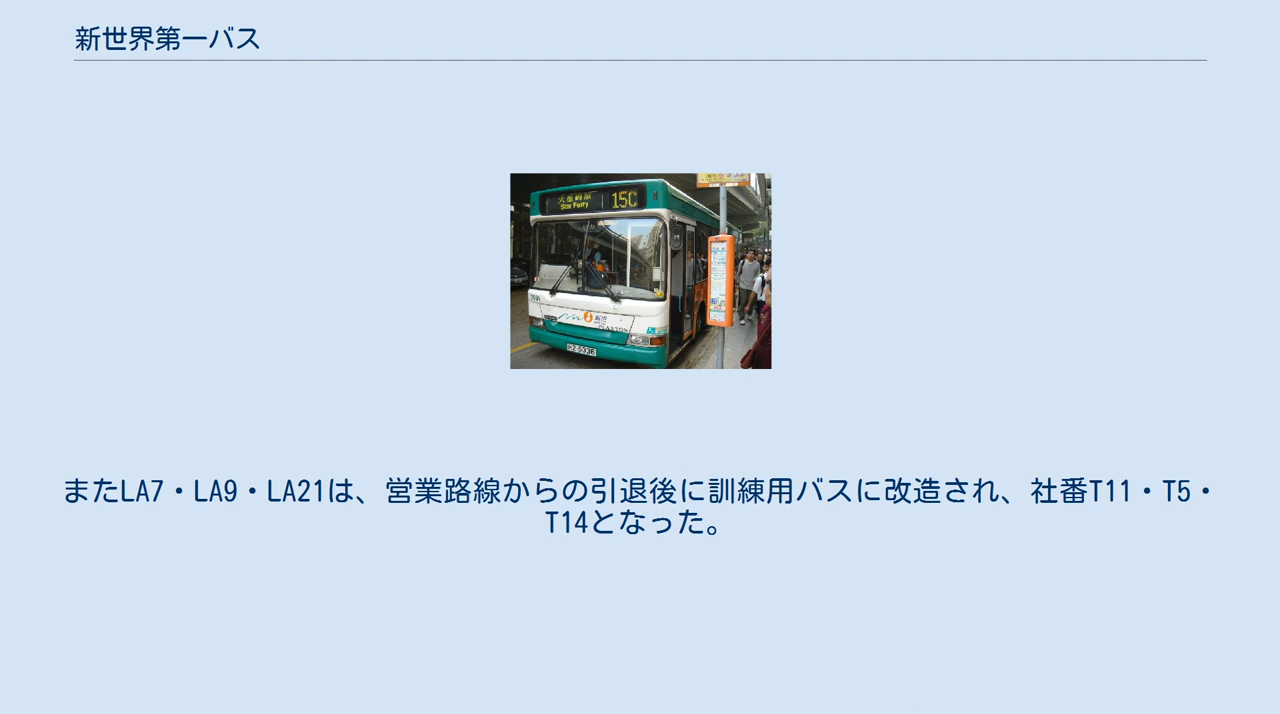 新世界第一バス
Star Ferry
15C
またLA7・LA9・LA21は、営業路線からの引退後に訓練用バスに改造され、社番T11・T5・
T14となった。